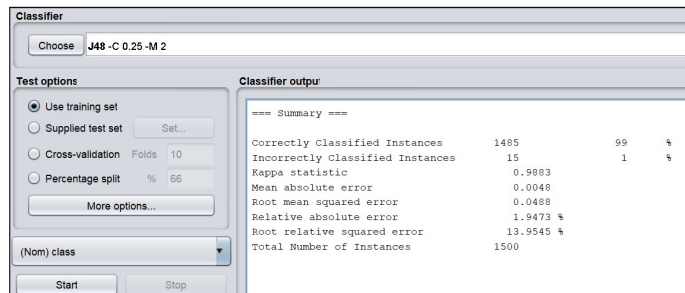 Classifier
Choose J48 -C 0.25 -M 2
Test options
Use training set
Supplied test set Set...
Cross-validation Folds 10
Percentage split % 66
More options...
(Nom) class
Start Stop
Classifier output
=== Summary ===
Correctly Classified Instances 1485 99 %
Incorrectly Classified Instances 15 1 %
Kappa statistic 0.9883
Mean absolute error 0.0048
Root mean squared error 0.0488
Relative absolute error 1.9473 %
Root relative squared error 13.9545 %
Total Number of Instances 1500